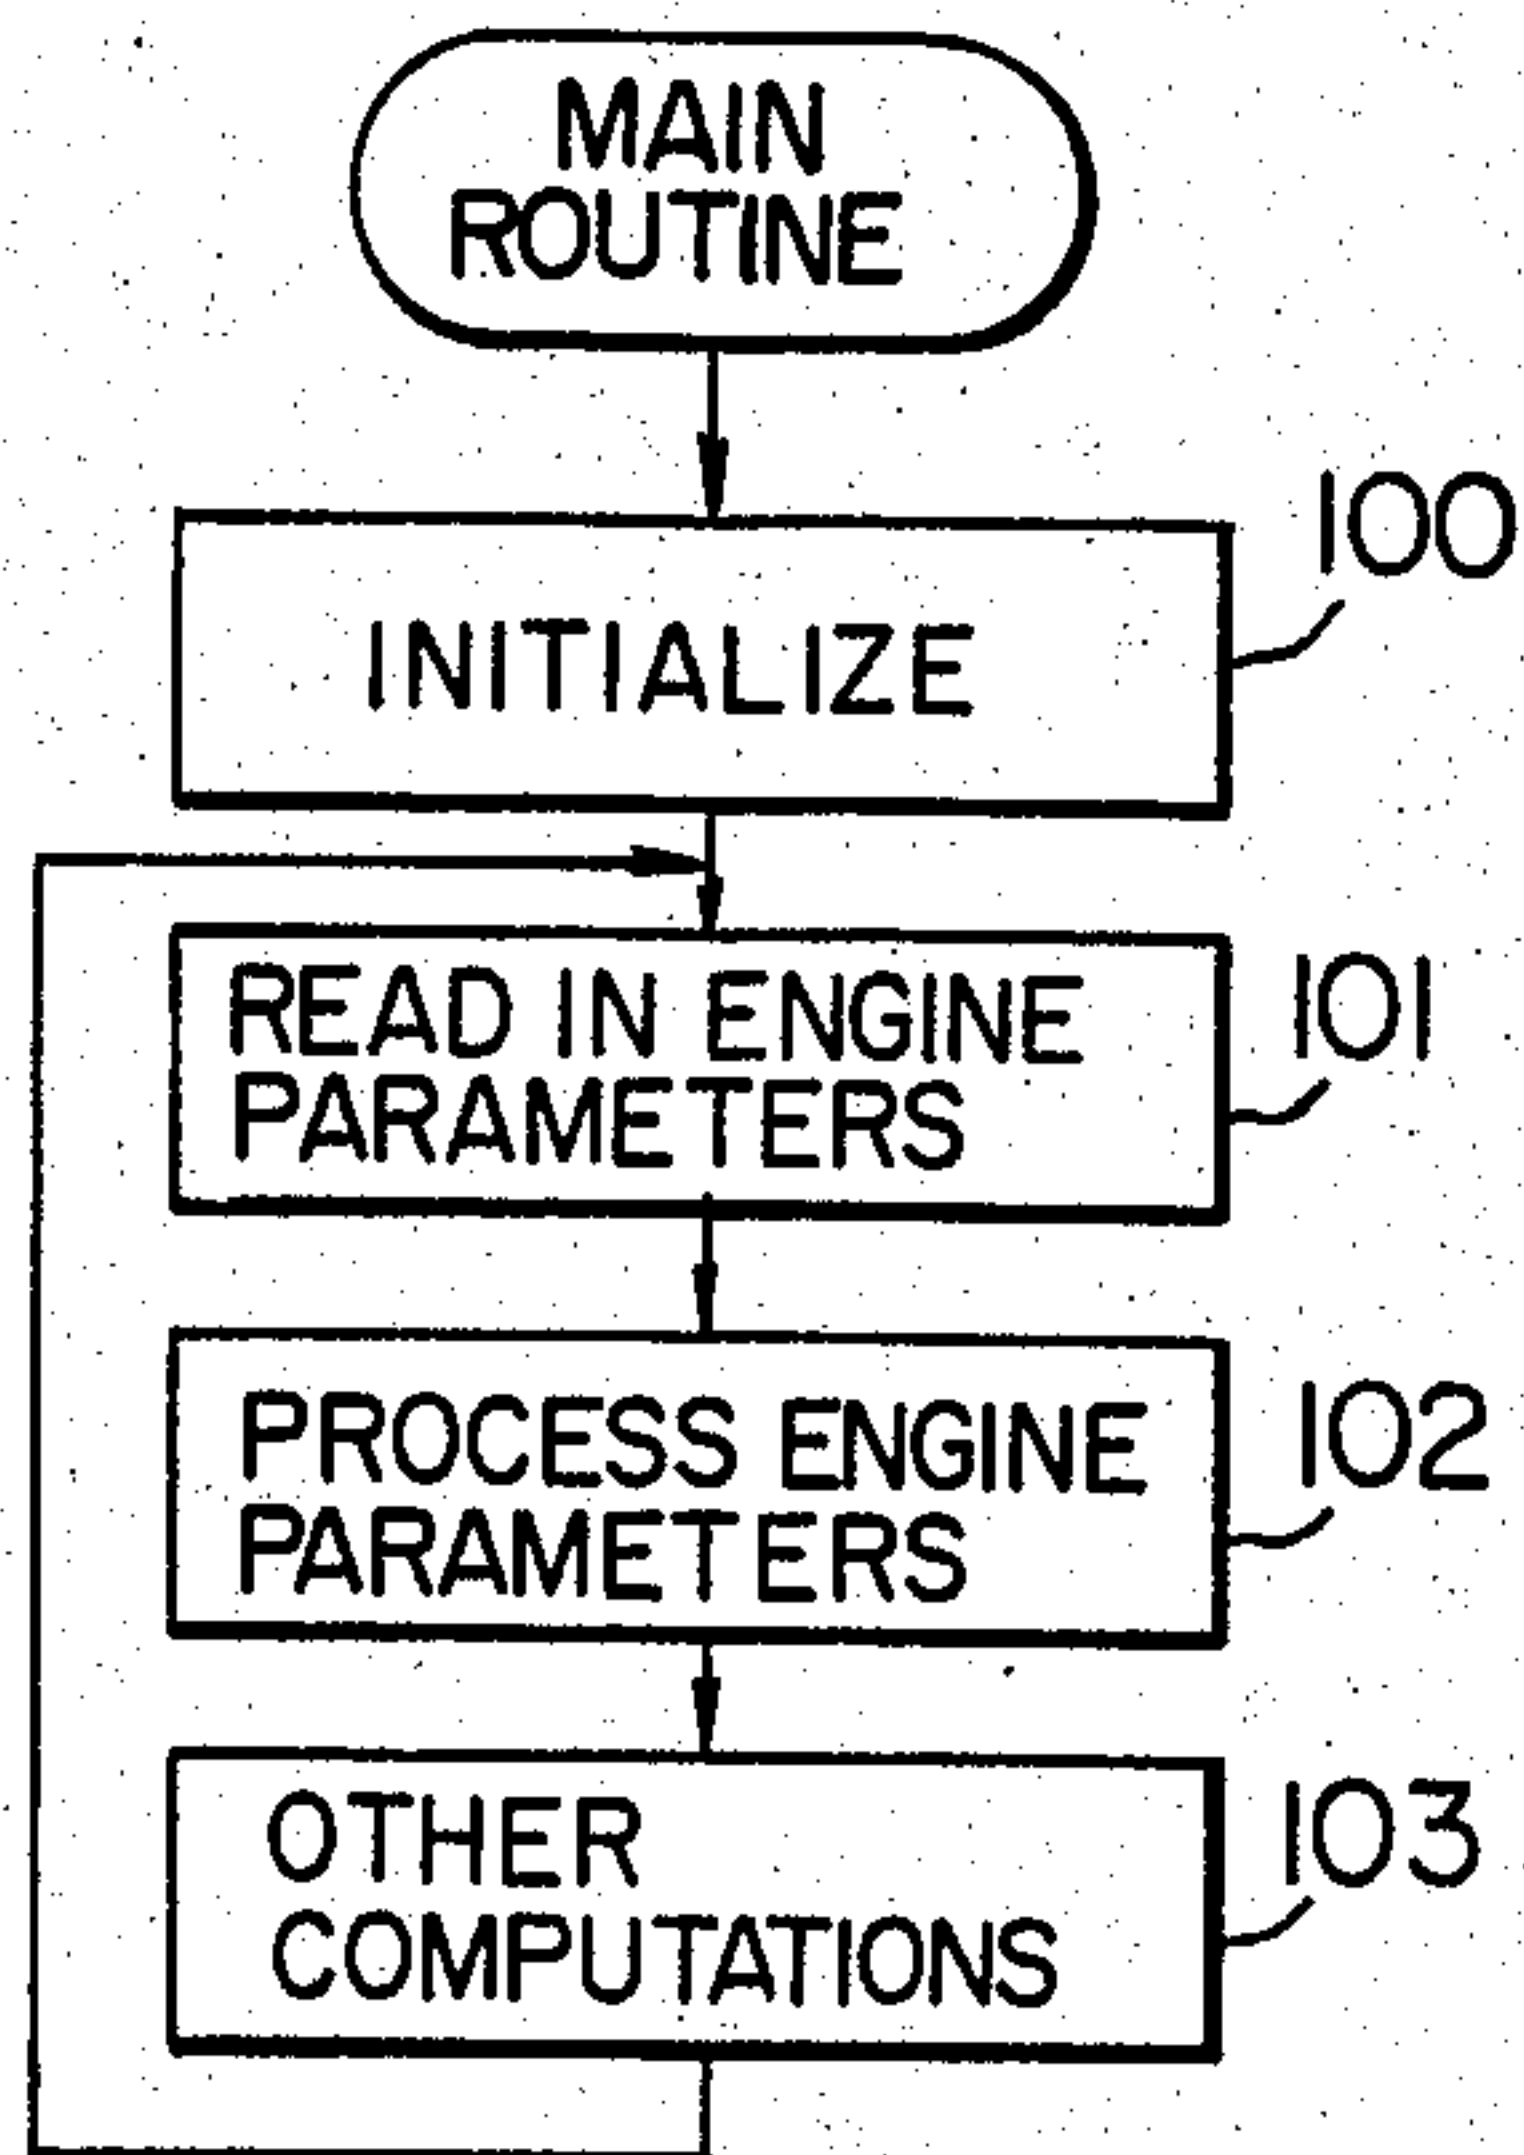 MAIN
ROUTINE
100
INITIALIZE
101
READ IN ENGINE
PARAMETERS
102
PROCESS ENGINE
PARAMETERS
103
OTHER
COMPUTATIONS